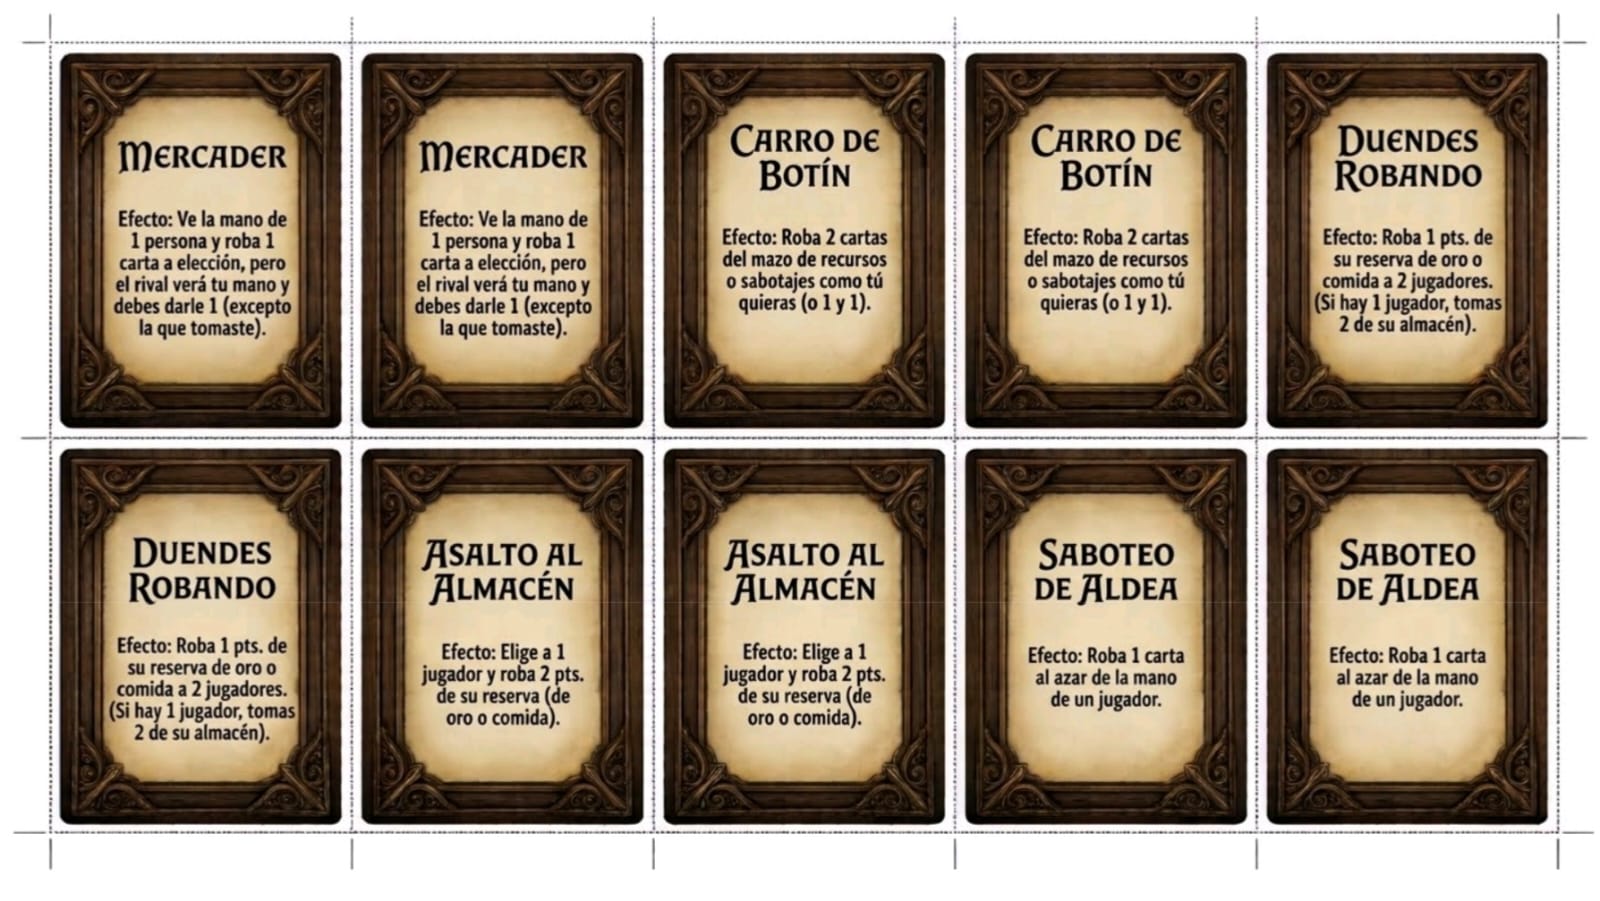 MERCADER
Efecto: Ve la mano de
1 persona y roba 1
carta a elección, pero
el rival verá tu mano y
debes darle 1 (excepto
la que tomaste).
MERCADER
Efecto: Ve la mano de
1 persona y roba 1
carta a elección, pero
el rival verá tu mano y
debes darle 1 (excepto
la que tomaste).
CARRO DE
BOTÍN
Efecto: Roba 2 cartas
del mazo de recursos
o sabotajes como tú
quieras (o 1 y 1).
CARRO DE
BOTÍN
Efecto: Roba 2 cartas
del mazo de recursos
o sabotajes como tú
quieras (o 1 y 1).
DUENDES
ROBANDO
Efecto: Roba 1 pts. de
su reserva de oro o
comida a 2 jugadores.
(Si hay 1 jugador, tomas
2 de su almacén).
DUENDES
ROBANDO
Efecto: Roba 1 pts. de
su reserva de oro o
comida a 2 jugadores.
(Si hay 1 jugador, tomas
2 de su almacén).
ASALTO AL
ALMACÉN
Efecto: Elige a 1
jugador y roba 2 pts.
de su reserva (de
oro o comida).
ASALTO AL
ALMACÉN
Efecto: Elige a 1
jugador y roba 2 pts.
de su reserva (de
oro o comida).
SABOTEO
DE ALDEA
Efecto: Roba 1 carta
al azar de la mano
de un jugador.
SABOTEO
DE ALDEA
Efecto: Roba 1 carta
al azar de la mano
de un jugador.